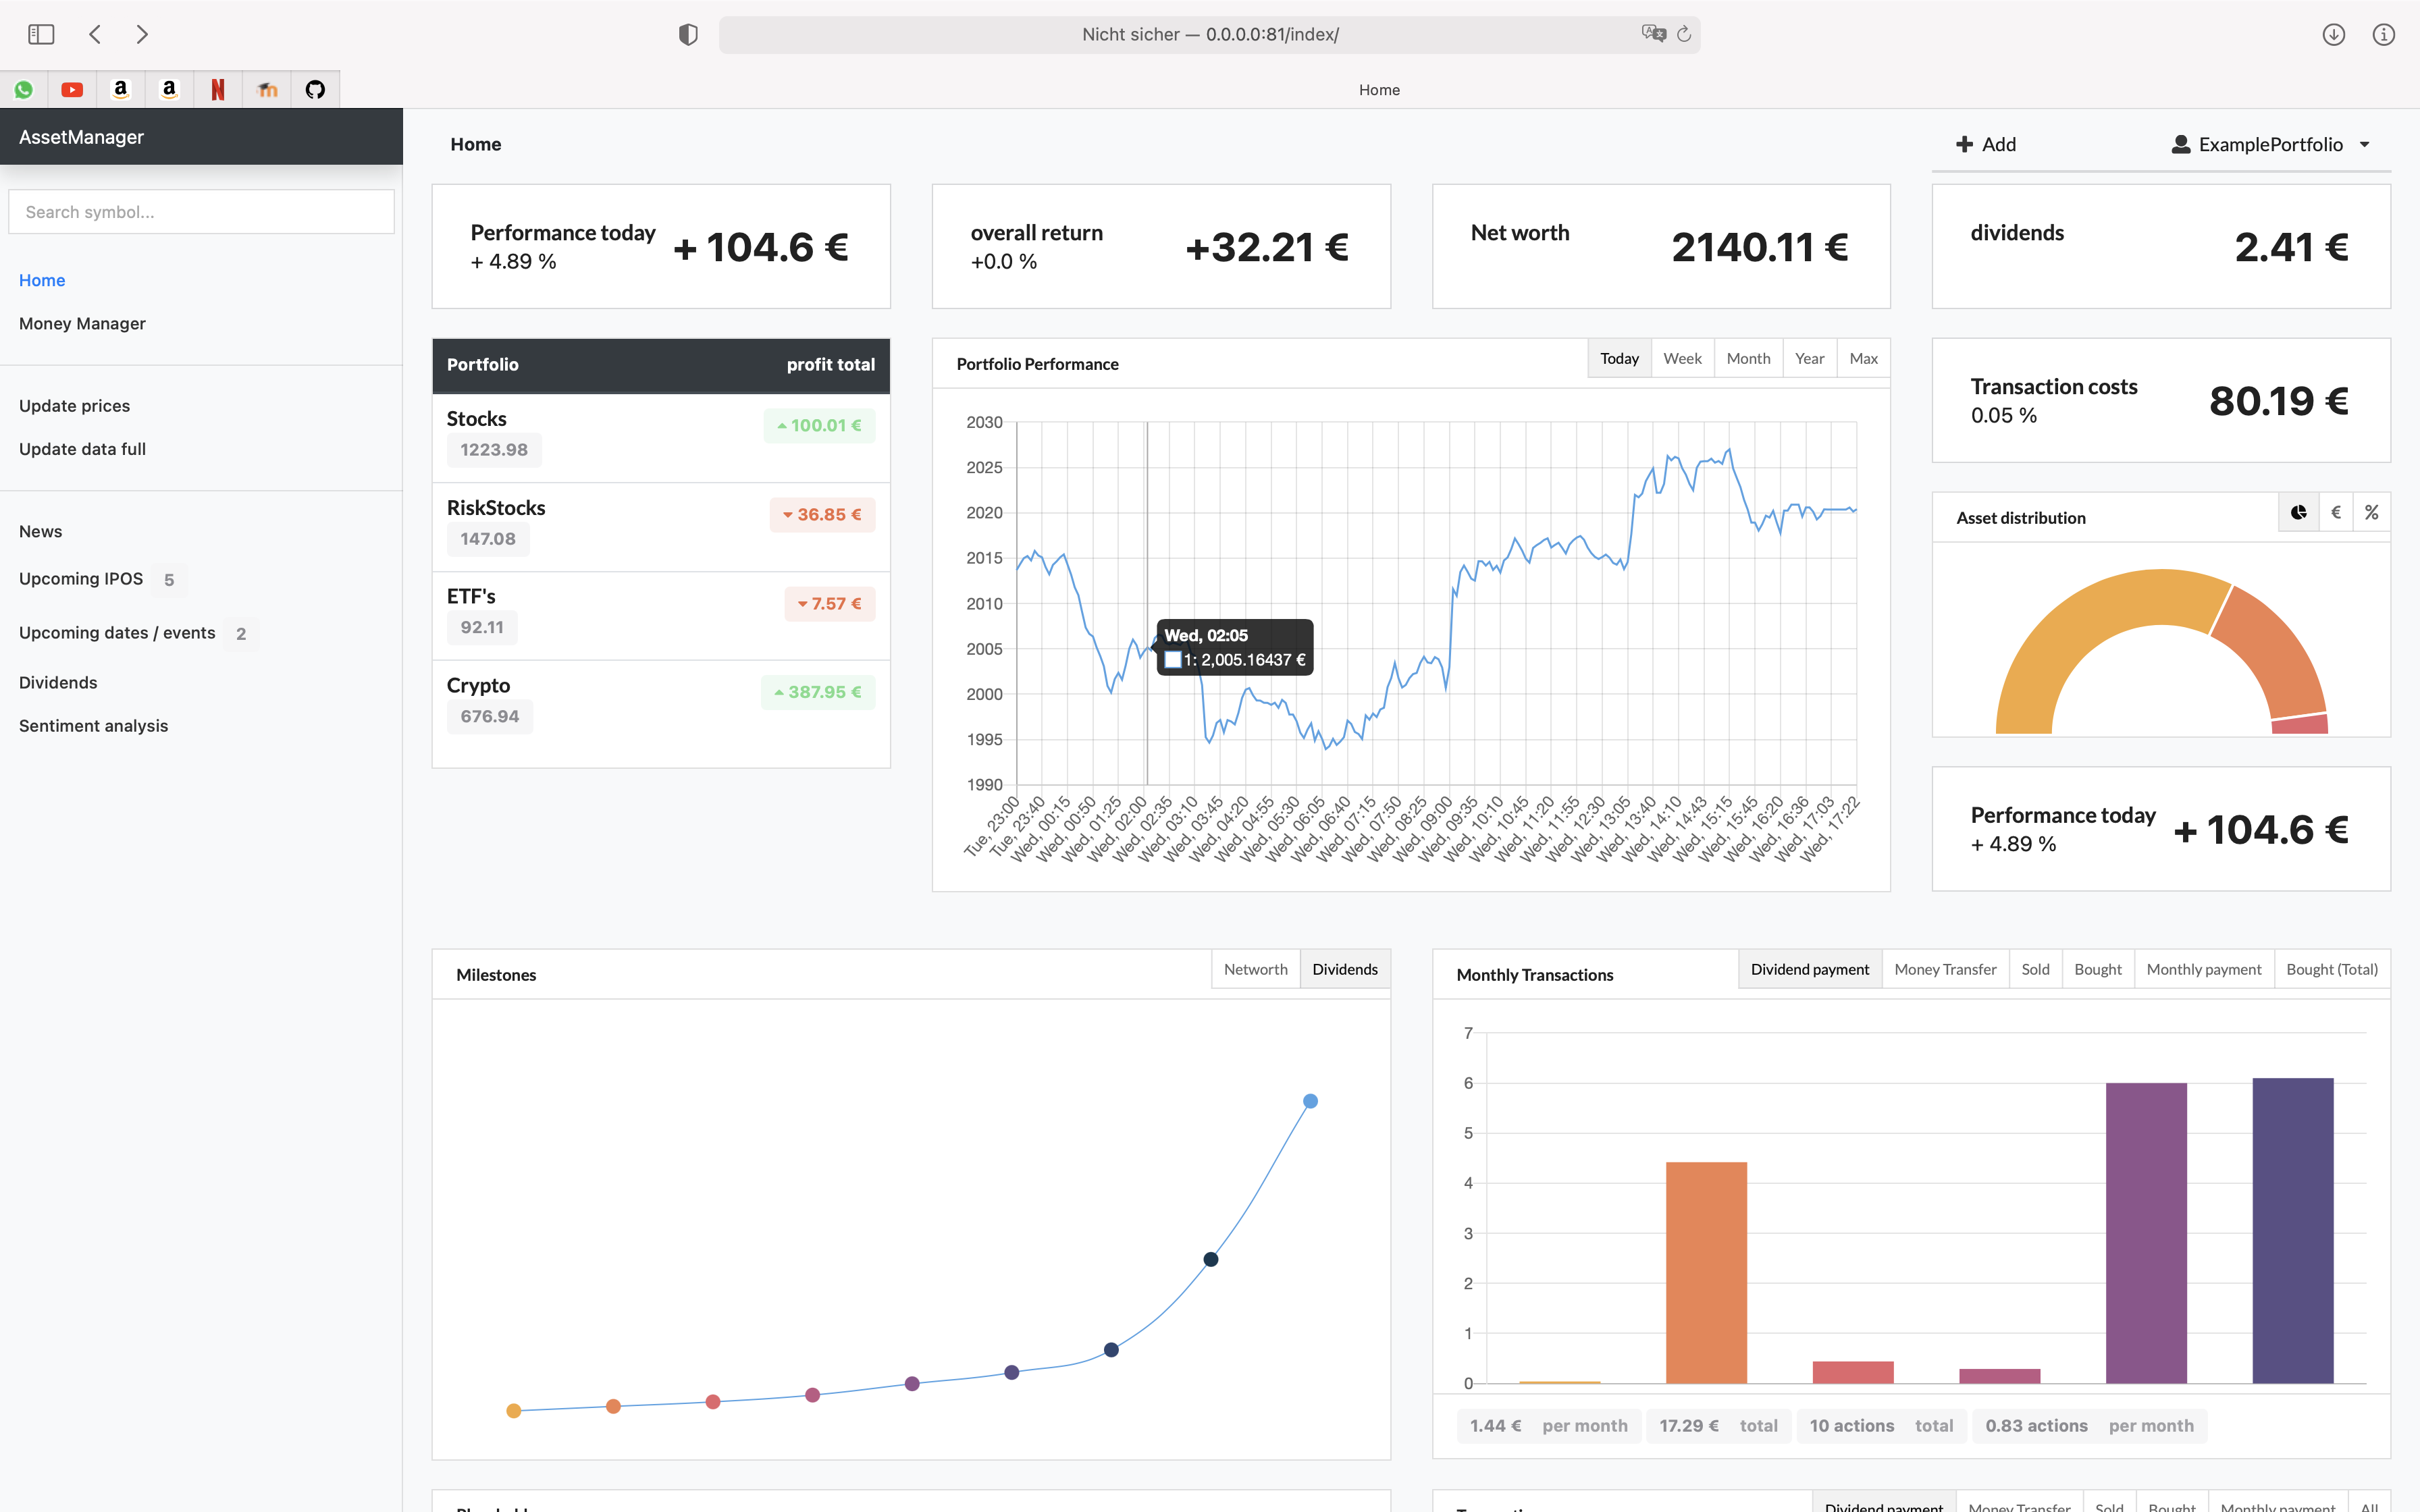 Nicht sicher — 0.0.0.0:81/index/
Home
AssetManager
Search symbol...
Home
Money Manager
Update prices
Update data full
News
Upcoming IPOS 5
Upcoming dates / events 2
Dividends
Sentiment analysis
Home
Add
ExamplePortfolio
Performance today
+ 4.89 %
+ 104.6 €
overall return
+0.0 %
+32.21 €
Net worth
2140.11 €
dividends
2.41 €
Portfolio profit total
Stocks
1223.98
100.01 €
RiskStocks
147.08
36.85 €
ETF's
92.11
7.57 €
Crypto
676.94
387.95 €
Portfolio Performance
Today Week Month Year Max
2030
2025
2020
2015
2010
2005
2000
1995
1990
Wed, 02:05
1: 2,005.16437 €
Tue, 23:00
Tue, 23:40
Wed, 00:15
Wed, 00:50
Wed, 01:25
Wed, 02:00
Wed, 02:35
Wed, 03:10
Wed, 03:45
Wed, 04:20
Wed, 04:55
Wed, 05:30
Wed, 06:05
Wed, 06:40
Wed, 07:15
Wed, 07:50
Wed, 08:25
Wed, 09:00
Wed, 09:35
Wed, 10:10
Wed, 10:45
Wed, 11:20
Wed, 11:55
Wed, 12:30
Wed, 13:05
Wed, 13:40
Wed, 14:10
Wed, 14:43
Wed, 15:15
Wed, 15:45
Wed, 16:20
Wed, 16:36
Wed, 17:03
Wed, 17:22
Transaction costs
0.05 %
80.19 €
Asset distribution
€ %
Performance today
+ 4.89 %
+ 104.6 €
Milestones
Networth Dividends
Monthly Transactions
Dividend payment Money Transfer Sold Bought Monthly payment Bought (Total)
7
6
5
4
3
2
1
0
1.44 € per month 17.29 € total 10 actions total 0.83 actions per month
Dividend payment Money Transfer Sold Bought Monthly payment All